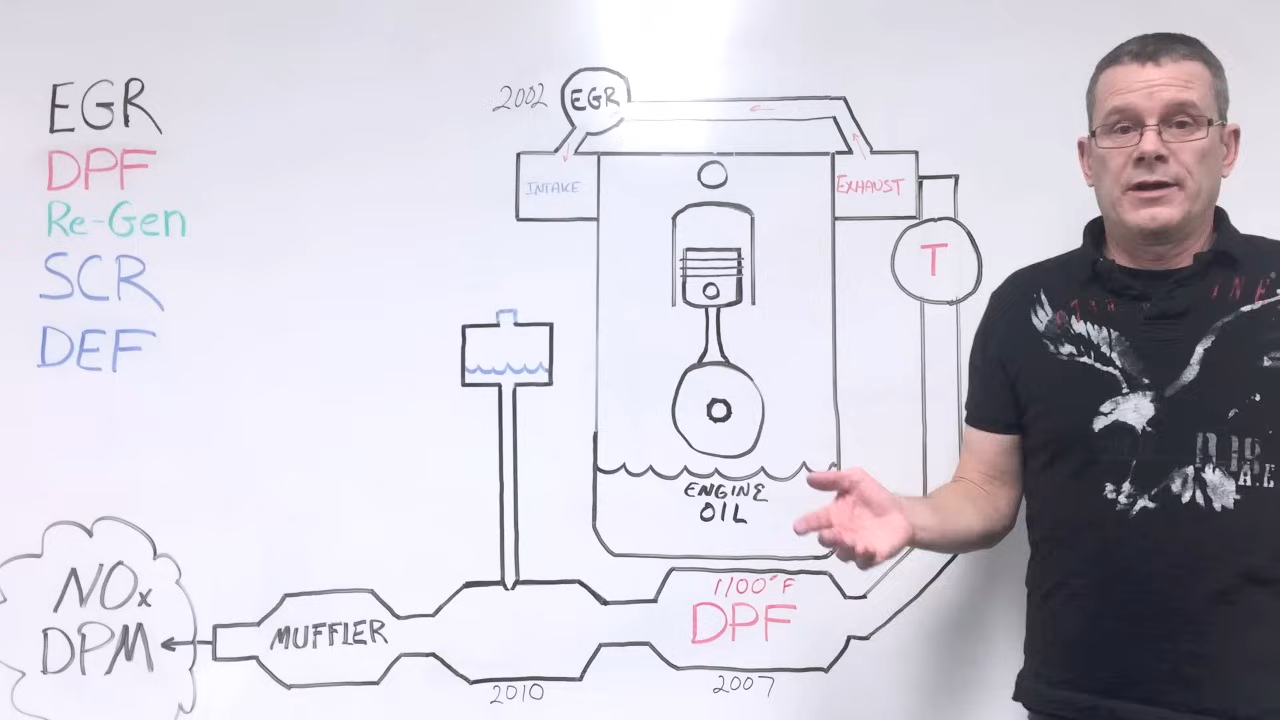 EGR
DPF
Re-Gen
SCR
DEF
2002
EGR
INTAKE
EXHAUST
T
ENGINE
OIL
1100°F
DPF
2007
2010
MUFFLER
NOx
DPM